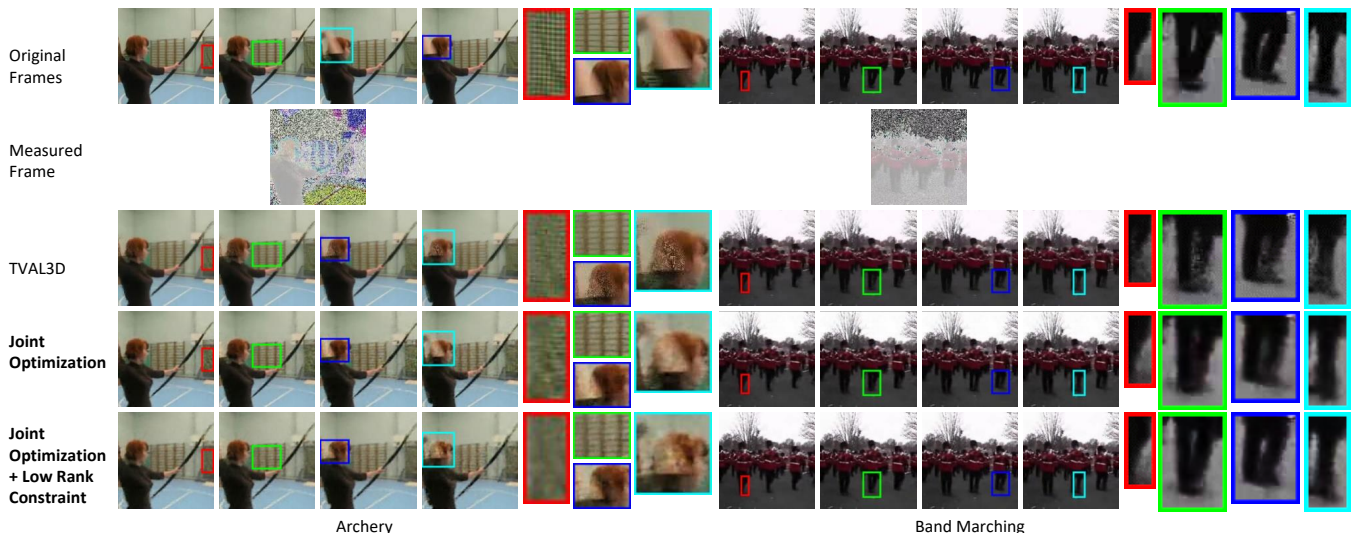 Original
Frames
Measured
Frame
TVAL3D
Joint
Optimization
Joint
Optimization
+ Low Rank
Constraint
Archery
Band Marching